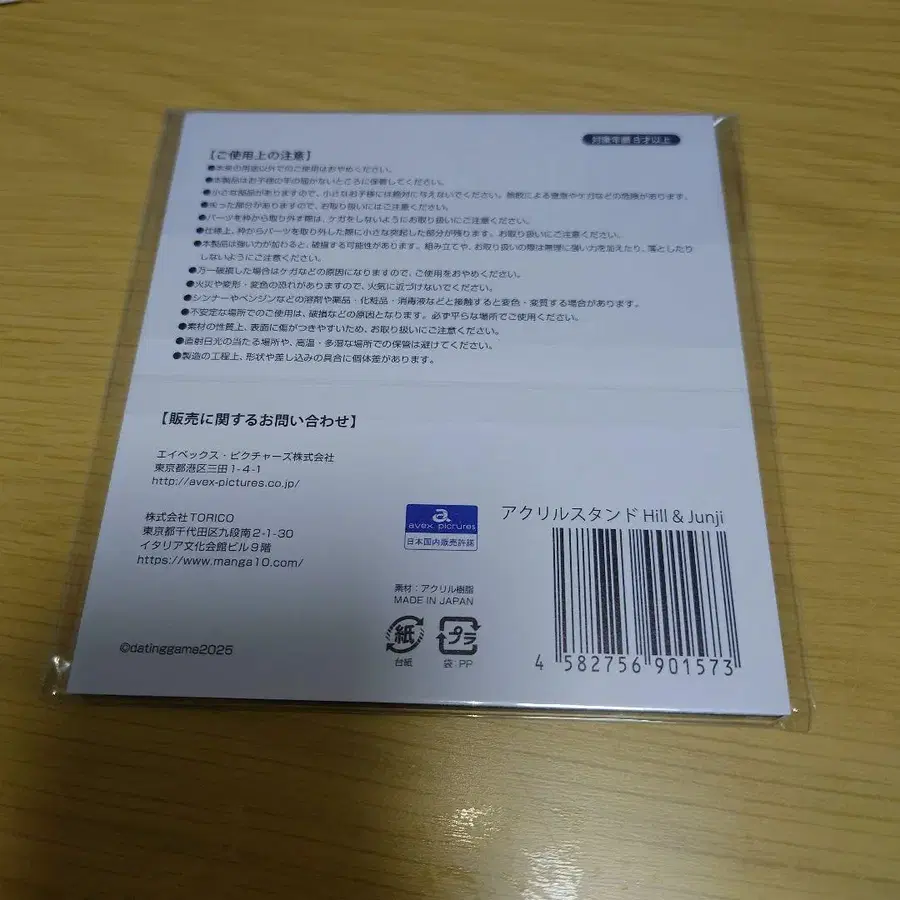 対象年齢 8才以上
【ご使用上の注意】
●本来の用途以外でのご使用はおやめください。
●本製品はお子様の手の届かないところに保管してください。
●小さな部品がありますので、小さなお子様には絶対に与えないでください。誤飲による窒息やケガなどの危険があります。
●尖った部分がありますので、お取り扱いにはご注意ください。
●パーツを枠から取り外す際は、ケガをしないようにお取り扱いにご注意ください。
●仕様上、枠からパーツを取り外した際に小さな突起した部分が残ります。お取り扱いにご注意ください。
●本製品は強い力が加わると、破損する可能性があります。組み立てや、お取り扱いの際は無理に強い力を加えたり、落としたり
しないようにご注意ください。
●万一破損した場合はケガなどの原因になりますので、ご使用をおやめください。
●火災や変形・変色の恐れがありますので、火気に近づけないでください。
●シンナーやベンジンなどの溶剤や薬品・化粧品・消毒液などと接触すると変色・変質する場合があります。
●不安定な場所でのご使用は、破損などの原因となります。必ず平らな場所でご使用ください。
●素材の性質上、表面に傷がつきやすいため、お取り扱いにご注意ください。
●直射日光の当たる場所や、高温・多湿な場所での保管は避けてください。
●製造の工程上、形状や差し込みの具合に個体差があります。
【販売に関するお問い合わせ】
エイベックス・ピクチャーズ株式会社
東京都港区三田1-4-1
http://avex-pictures.co.jp/
株式会社TORICO
東京都千代田区九段南2-1-30
イタリア文化会館ビル9階
https://www.manga10.com/
©datinggame2025
a
avex pictures
日本国内販売許諾
素材：アクリル樹脂
MADE IN JAPAN
紙
台紙
プラ
袋：PP
アクリルスタンド Hill & Junji
4 582756 901573